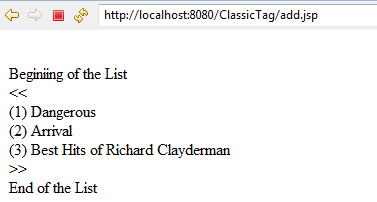 http://localhost:8080/ClassicTag/add.jsp
Beginiing of the List
<<
(1) Dangerous
(2) Arrival
(3) Best Hits of Richard Clayderman
>>
End of the List